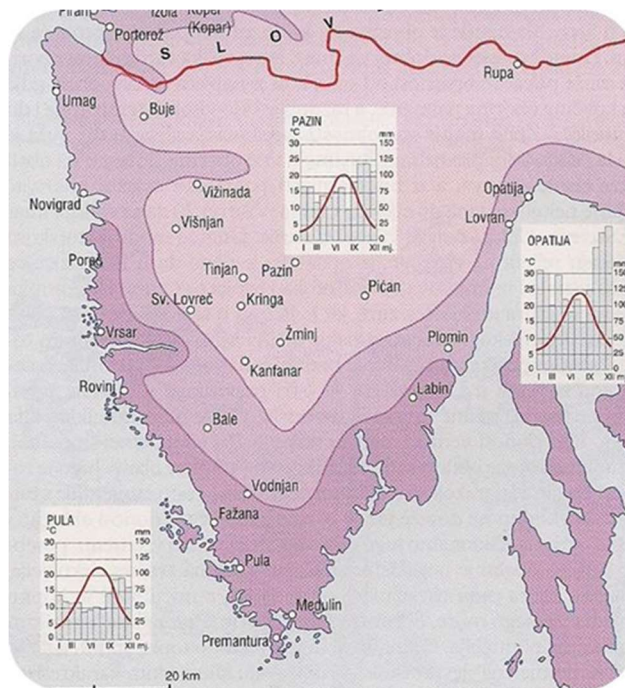 Piran
Izola
Koper
(Kopar)
Portorož
S L O V
Rupa
Umag
Buje
PAZIN
°C mm
30 150
25 125
20 100
15 75
10 50
5 25
0 0
I III VI IX XII mj.
Vižinada
Novigrad
Višnjan
Opatija
Lovran
OPATIJA
°C mm
30 150
25 125
20 100
15 75
10 50
5 25
0 0
I III VI IX XII mj.
Poreč
Tinjan
Pazin
Pićan
Sv. Lovreč
Kringa
Vrsar
Žminj
Plomin
Kanfanar
Rovinj
Labin
Bale
Vodnjan
PULA
°C mm
30 150
25 125
20 100
15 75
10 50
5 25
0 0
I III VI IX XII mj.
Fažana
Pula
Medulin
Premantura
20 km